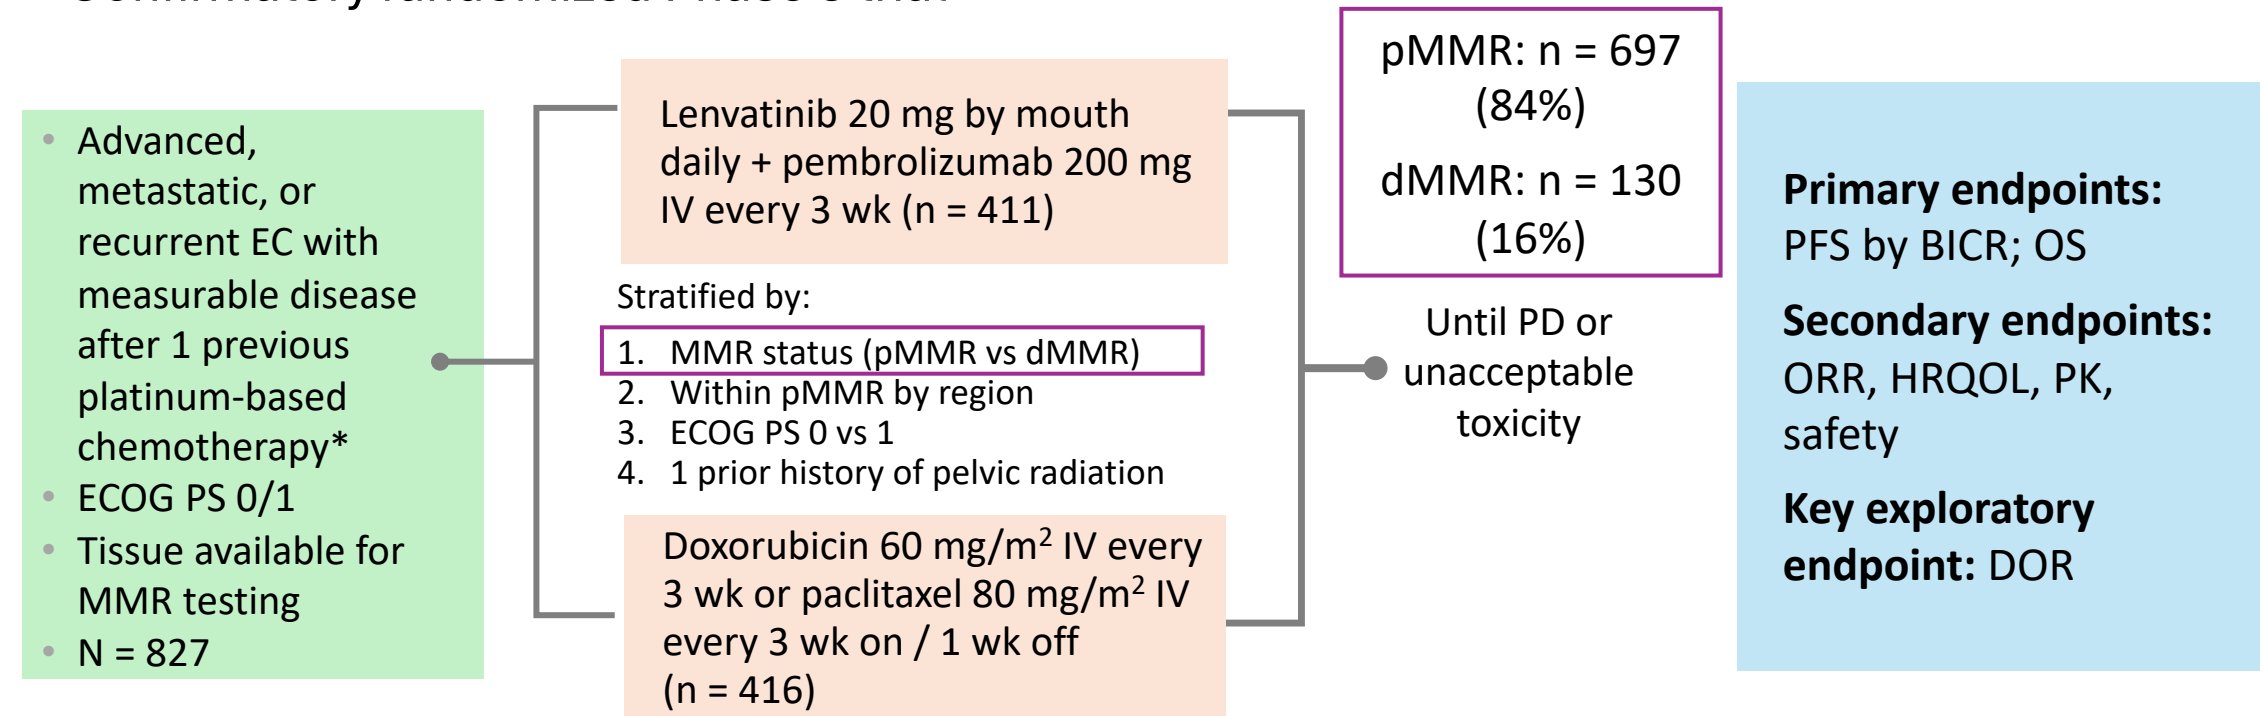 • Advanced,
metastatic, or
recurrent EC with
measurable disease
after 1 previous
platinum-based
chemotherapy*
• ECOG PS 0/1
• Tissue available for
MMR testing
• N = 827
Lenvatinib 20 mg by mouth
daily + pembrolizumab 200 mg
IV every 3 wk (n = 411)
Stratified by:
1. MMR status (pMMR vs dMMR)
2. Within pMMR by region
3. ECOG PS 0 vs 1
4. 1 prior history of pelvic radiation
Doxorubicin 60 mg/m² IV every
3 wk or paclitaxel 80 mg/m² IV
every 3 wk on / 1 wk off
(n = 416)
pMMR: n = 697
(84%)
dMMR: n = 130
(16%)
Until PD or
unacceptable
toxicity
Primary endpoints:
PFS by BICR; OS
Secondary endpoints:
ORR, HRQOL, PK,
safety
Key exploratory
endpoint: DOR